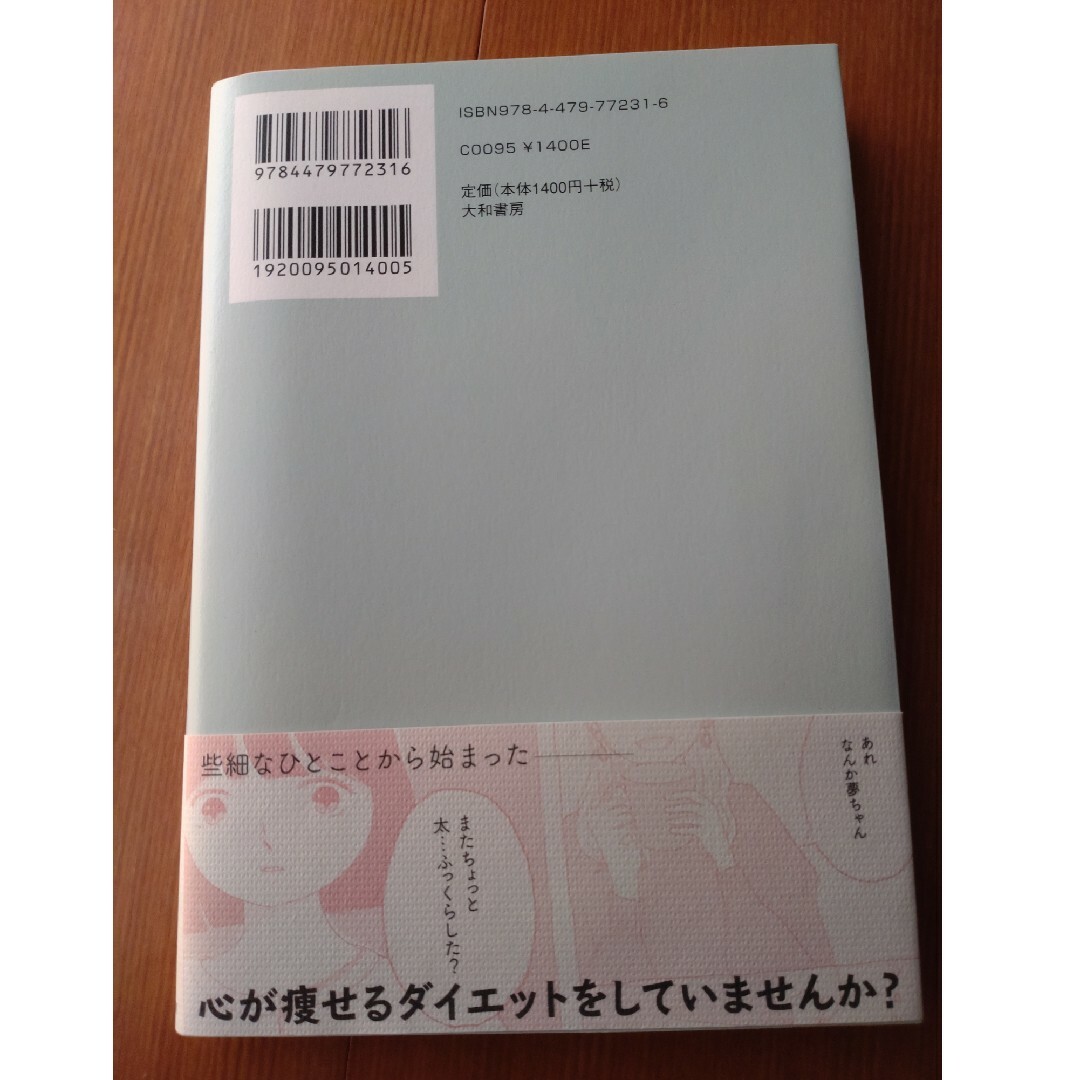 9784479772316
1920095014005
ISBN978-4-479-77231-6
C0095 ¥1400E
定価(本体1400円+税)
大和書房
些細なひとことから始まった――
あれ
なんか夢ちゃん
またちょっと
太…ふっくらした?
心が痩せるダイエットをしていませんか?